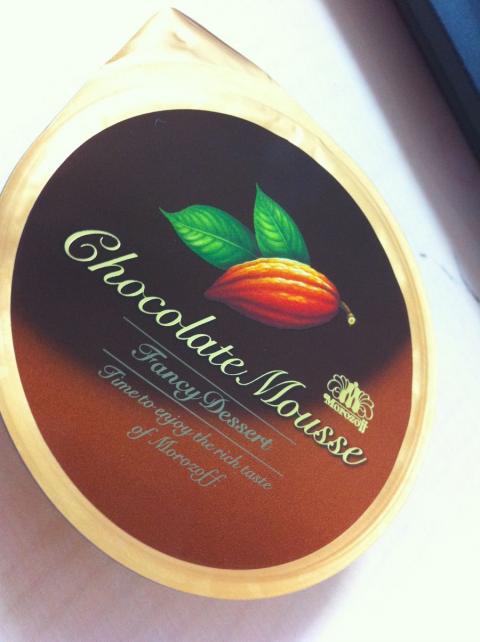 Chocolate Mousse
Morozoff
Fancy Dessert
Time to enjoy the rich taste
of Morozoff.